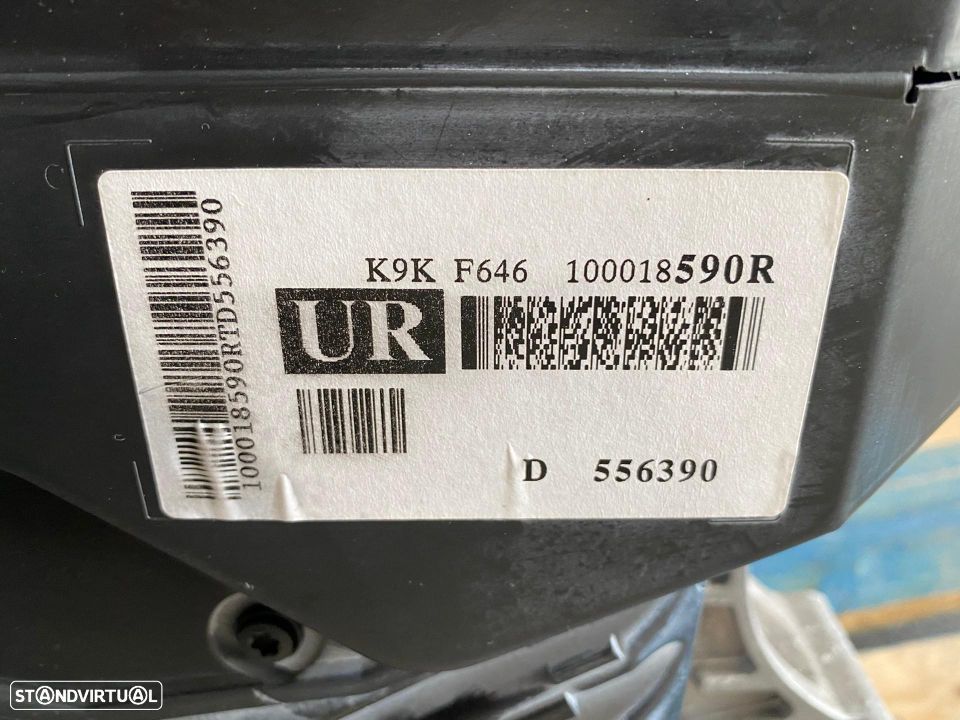 K9K F646 100018590R
UR
D 556390
100018590RTD556390
STANDVIRTUAL